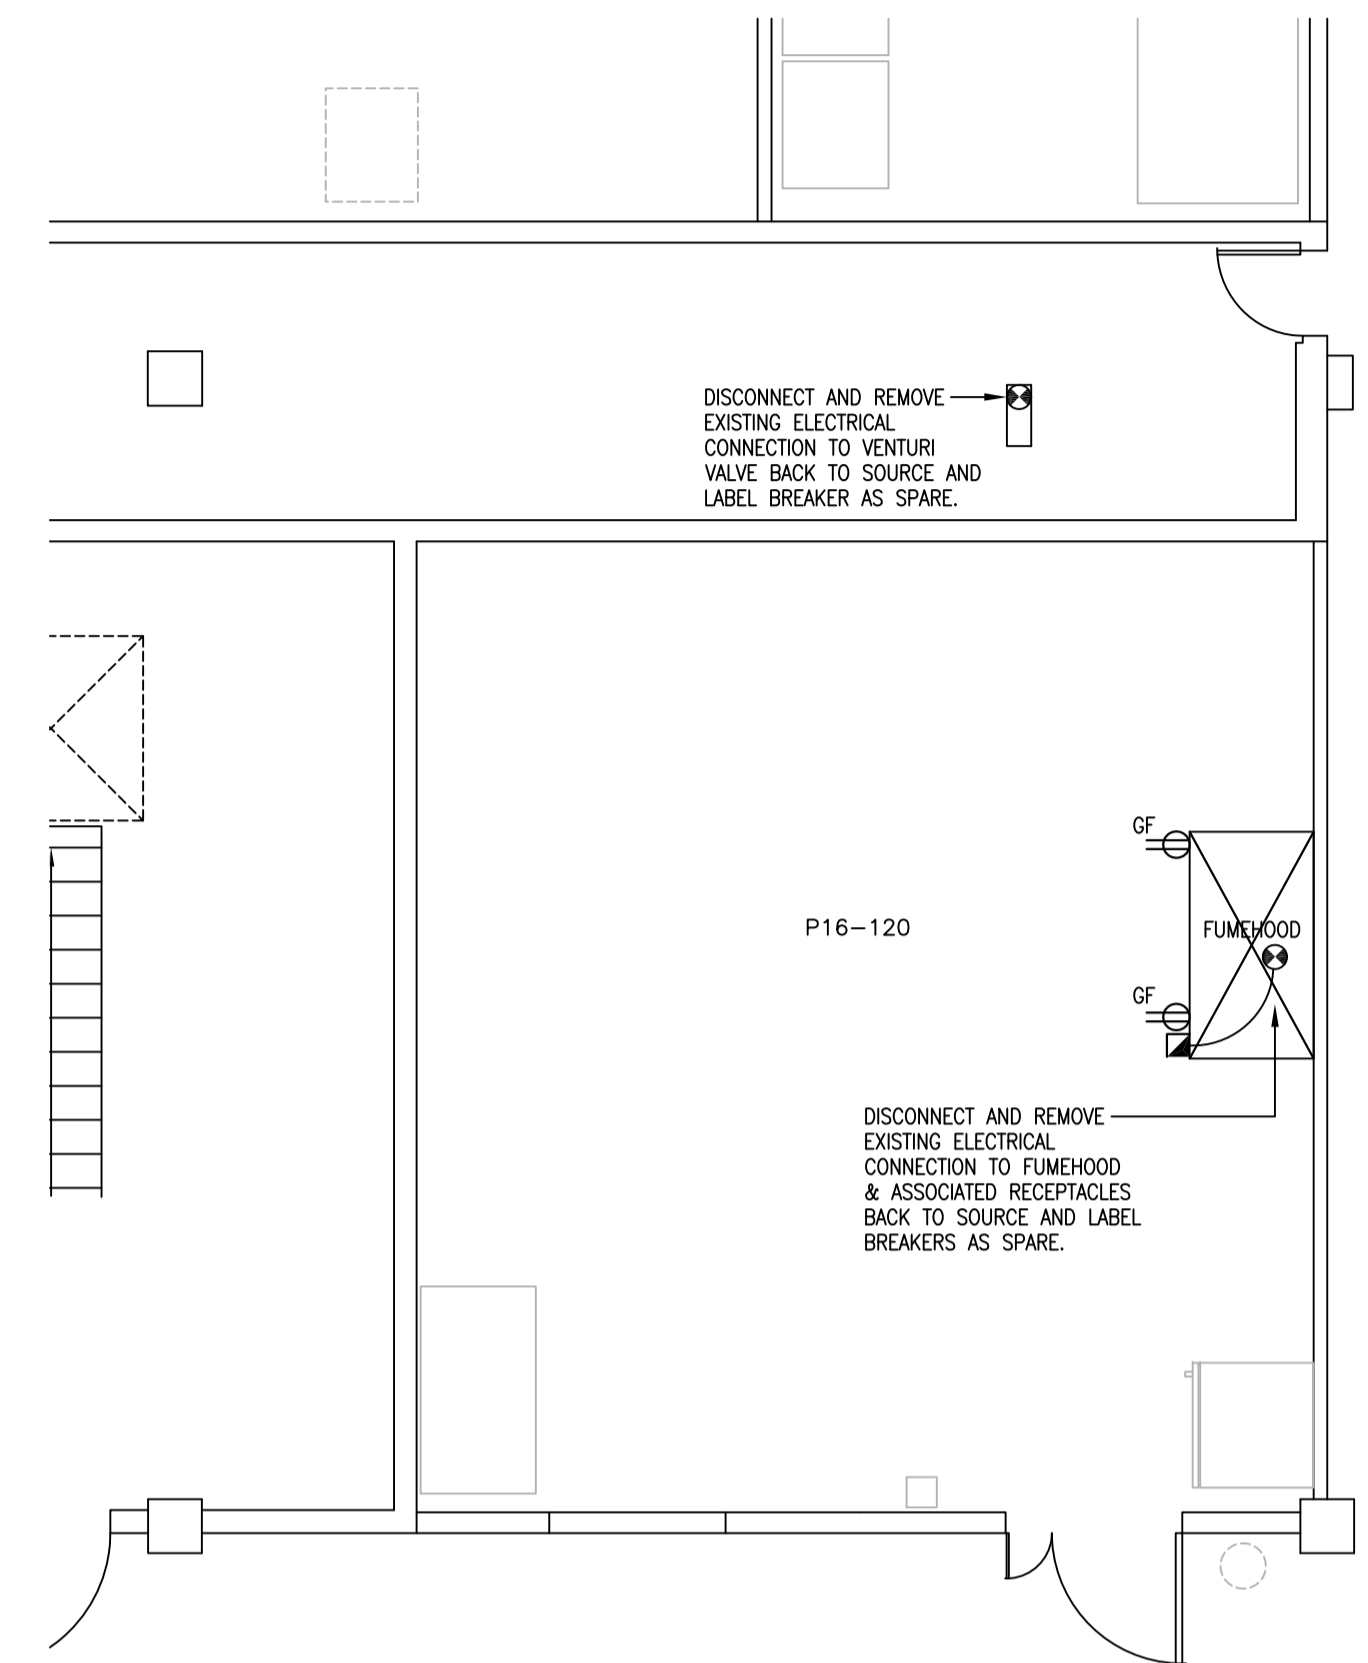 DISCONNECT AND REMOVE
EXISTING ELECTRICAL
CONNECTION TO VENTURI
VALVE BACK TO SOURCE AND
LABEL BREAKER AS SPARE.
GF
P16-120
FUMEHOOD
GF
DISCONNECT AND REMOVE
EXISTING ELECTRICAL
CONNECTION TO FUMEHOOD
& ASSOCIATED RECEPTACLES
BACK TO SOURCE AND LABEL
BREAKERS AS SPARE.